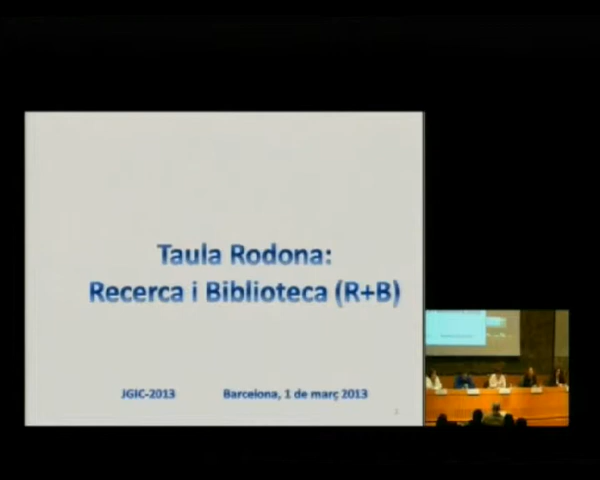 Taula Rodona:
Recerca i Biblioteca (R+B)
JGIC-2013 Barcelona, 1 de març 2013